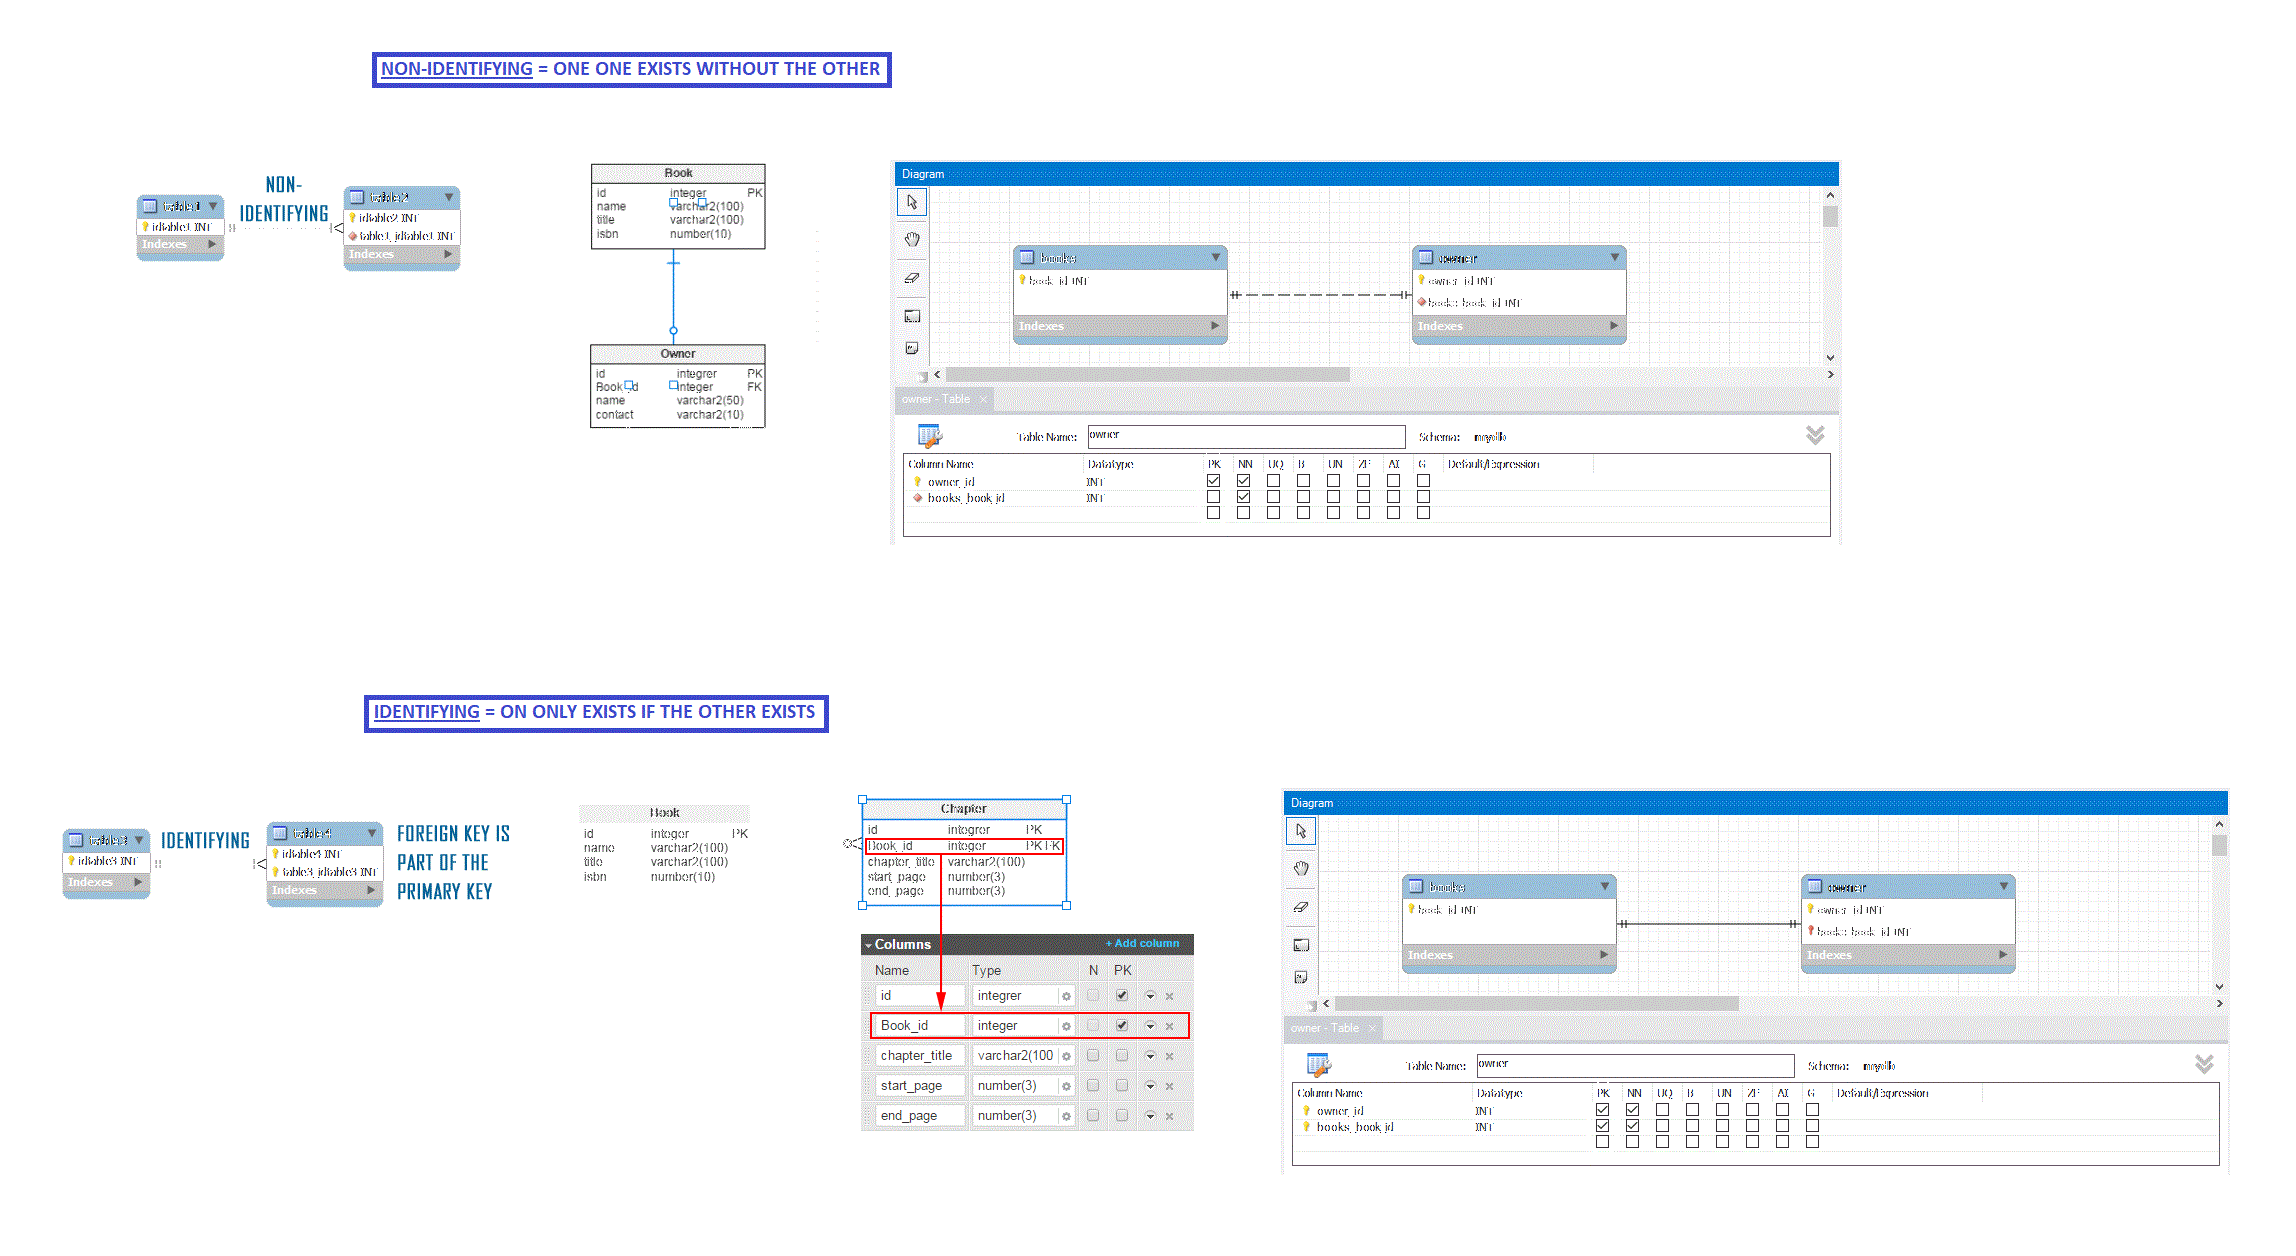 NON-IDENTIFYING = ONE ONE EXISTS WITHOUT THE OTHER
table1
idtable1 INT
Indexes
NON-
IDENTIFYING
table2
idtable2 INT
table1_idtable1 INT
Indexes
Book
id integer PK
name varchar2(100)
title varchar2(100)
isbn number(10)
Owner
id integrer PK
Book_id integer FK
name varchar2(50)
contact varchar2(10)
Diagram
books
book_id INT
Indexes
owner
owner_id INT
books_book_id INT
Indexes
owner - Table ×
Table Name: owner Schema: mydb
Column Name Datatype PK NN UQ B UN ZF AI G Default/Expression
owner_id INT
books_book_id INT
IDENTIFYING = ON ONLY EXISTS IF THE OTHER EXISTS
table3
idtable3 INT
Indexes
IDENTIFYING
table4
idtable4 INT
table3_idtable3 INT
Indexes
FOREIGN KEY IS
PART OF THE
PRIMARY KEY
Book
id integer PK
name varchar2(100)
title varchar2(100)
isbn number(10)
Chapter
id integrer PK
Book_id integer PK FK
chapter_title varchar2(100)
start_page number(3)
end_page number(3)
Columns + Add column
Name Type N PK
id integrer
Book_id integer
chapter_title varchar2(100
start_page number(3)
end_page number(3)
Diagram
books
book_id INT
Indexes
owner
owner_id INT
books_book_id INT
Indexes
owner - Table ×
Table Name: owner Schema: mydb
Column Name Datatype PK NN UQ B UN ZF AI G Default/Expression
owner_id INT
books_book_id INT